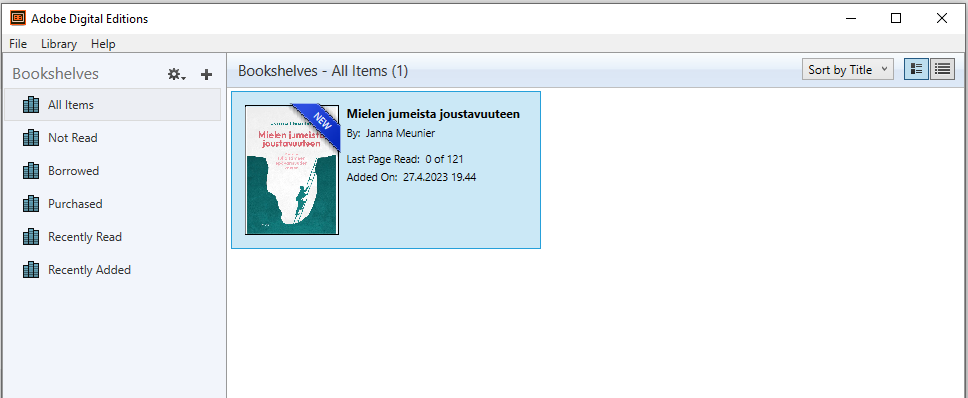 Adobe Digital Editions
File Library Help
Bookshelves
Bookshelves - All Items (1)
Sort by Title
All Items
Not Read
Borrowed
Purchased
Recently Read
Recently Added
NEW
Mielen jumeista
joustavuuteen
Mielen jumeista joustavuuteen
By: Janna Meunier
Last Page Read: 0 of 121
Added On: 27.4.2023 19.44